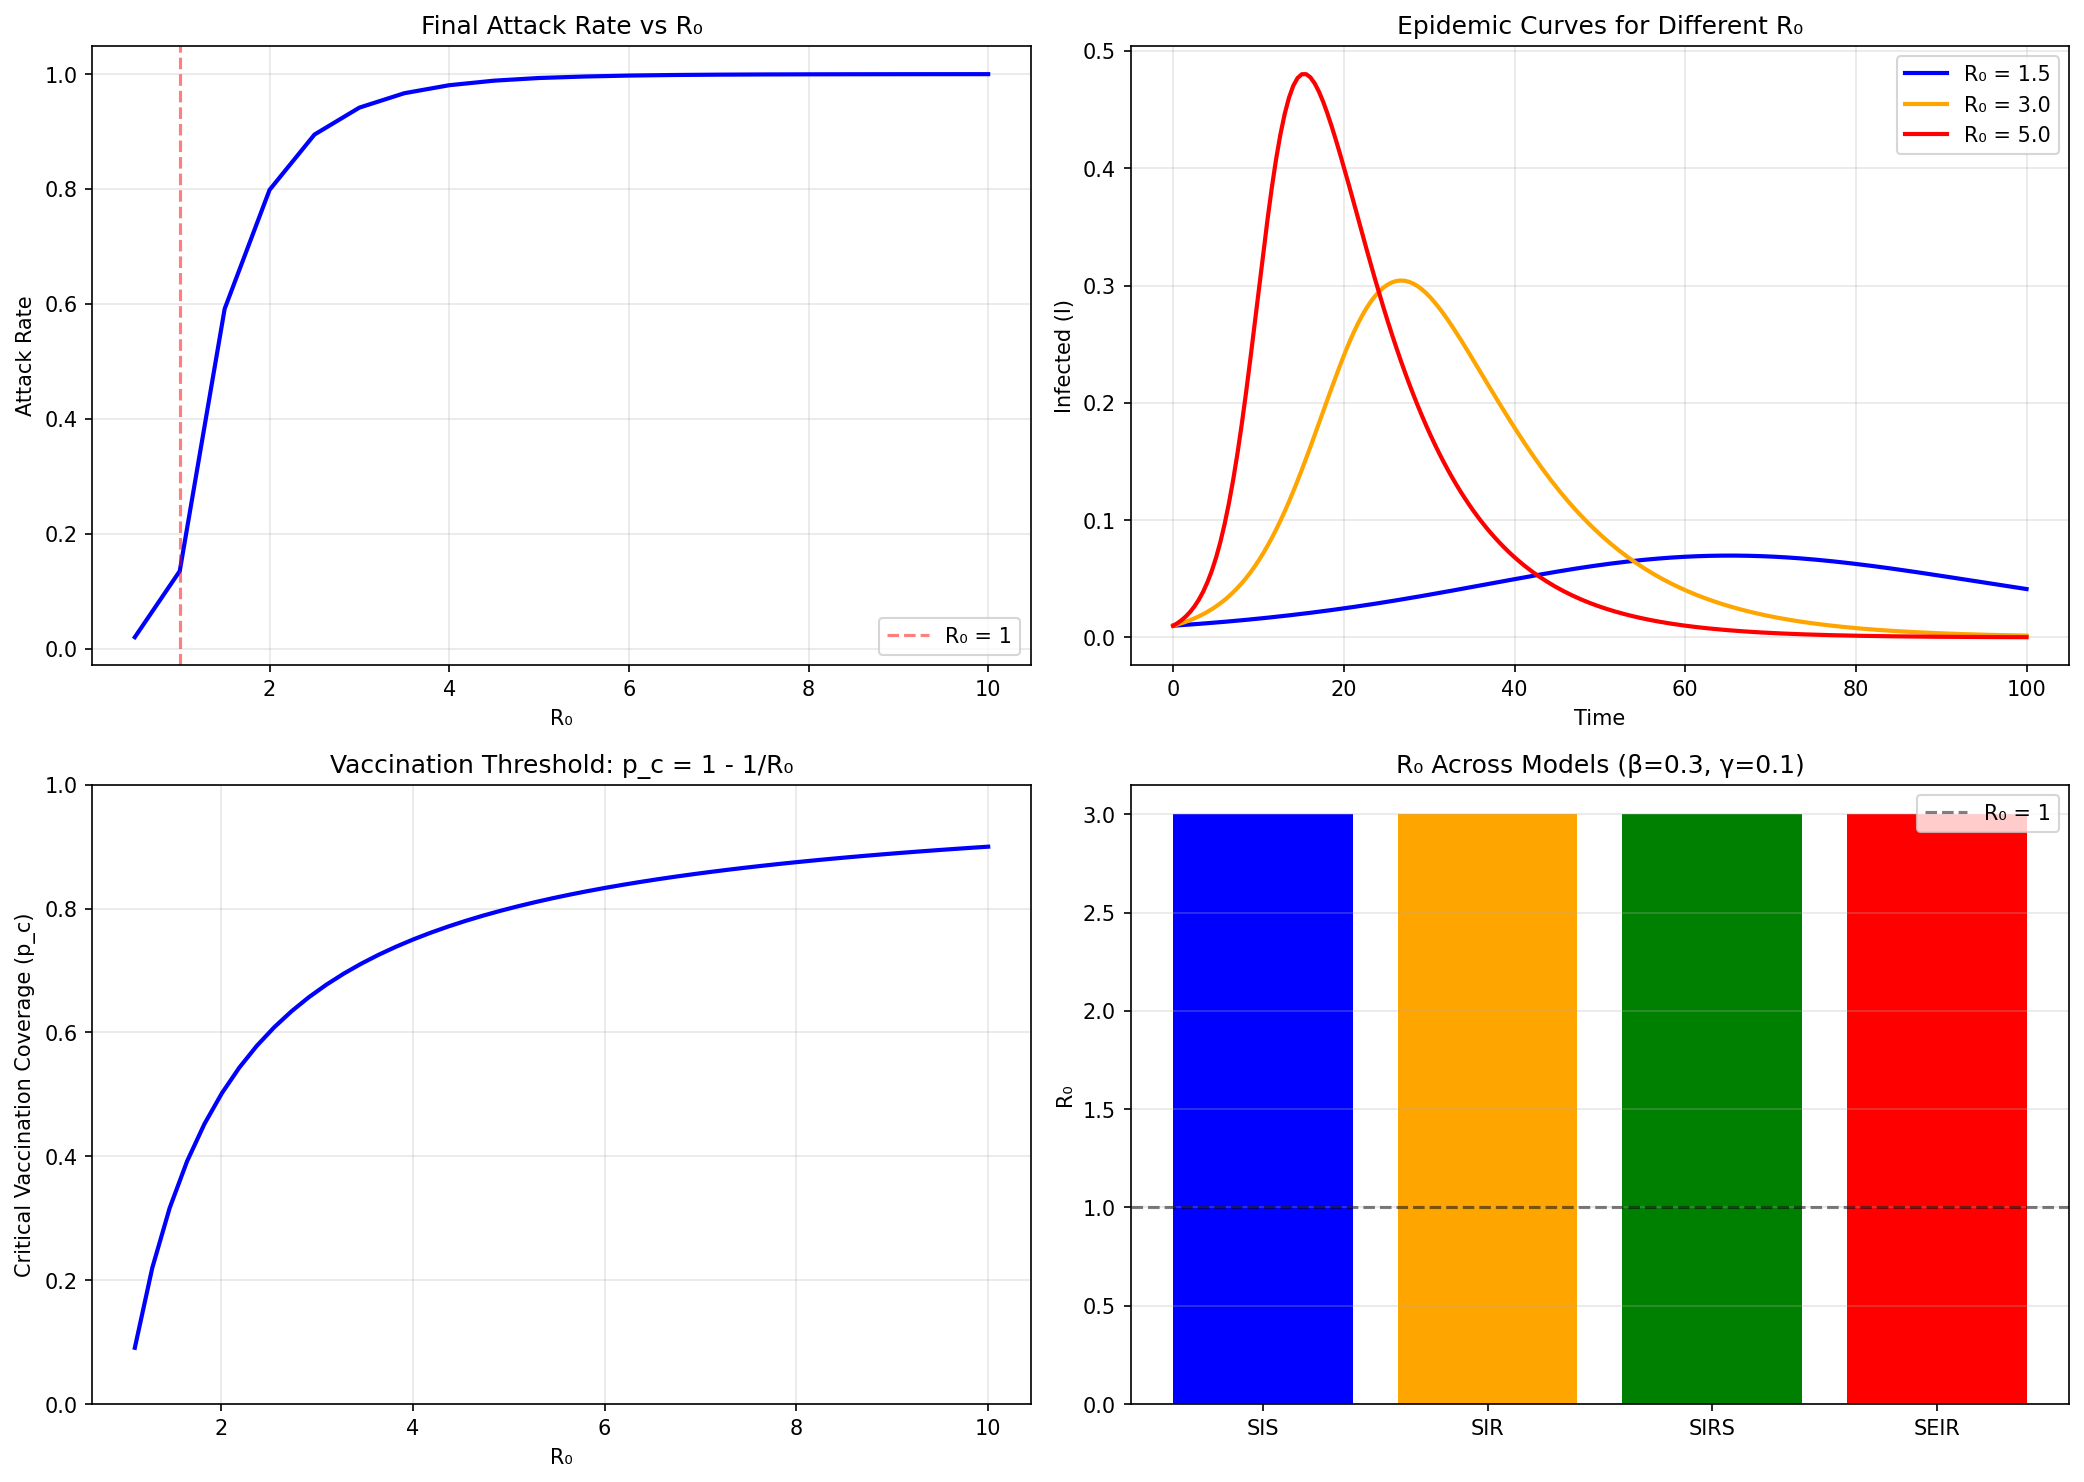 Final Attack Rate vs R₀
1.0
0.8
0.6
0.4
0.2
0.0
Attack Rate
2 4 6 8 10
R₀
R₀ = 1
Epidemic Curves for Different R₀
0.5
0.4
0.3
0.2
0.1
0.0
Infected (I)
0 20 40 60 80 100
Time
R₀ = 1.5
R₀ = 3.0
R₀ = 5.0
Vaccination Threshold: p_c = 1 - 1/R₀
1.0
0.8
0.6
0.4
0.2
0.0
Critical Vaccination Coverage (p_c)
2 4 6 8 10
R₀
R₀ Across Models (β=0.3, γ=0.1)
3.0
2.5
2.0
1.5
1.0
0.5
0.0
R₀
SIS SIR SIRS SEIR
R₀ = 1